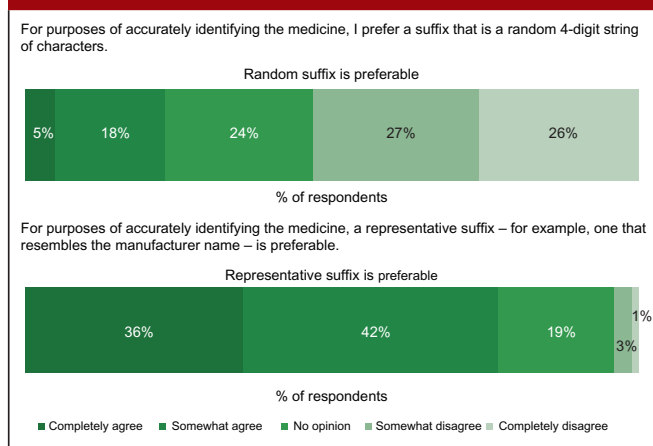 For purposes of accurately identifying the medicine, I prefer a suffix that is a random 4-digit string
of characters.
Random suffix is preferable
5% 18% 24% 27% 26%
% of respondents
For purposes of accurately identifying the medicine, a representative suffix – for example, one that
resembles the manufacturer name – is preferable.
Representative suffix is preferable
1%
36% 42% 19%
3%
% of respondents
Completely agree Somewhat agree No opinion Somewhat disagree Completely disagree